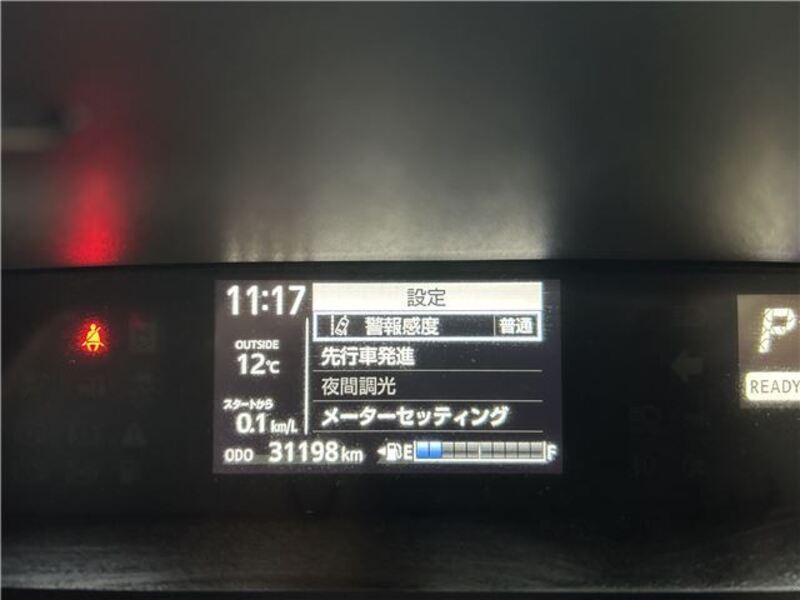 11:17
設定
警報感度 普通
OUTSIDE
12℃
先行車発進
夜間調光
スタートから
0.1 km/L
メーターセッティング
ODO 31198 km
E F
P
READY